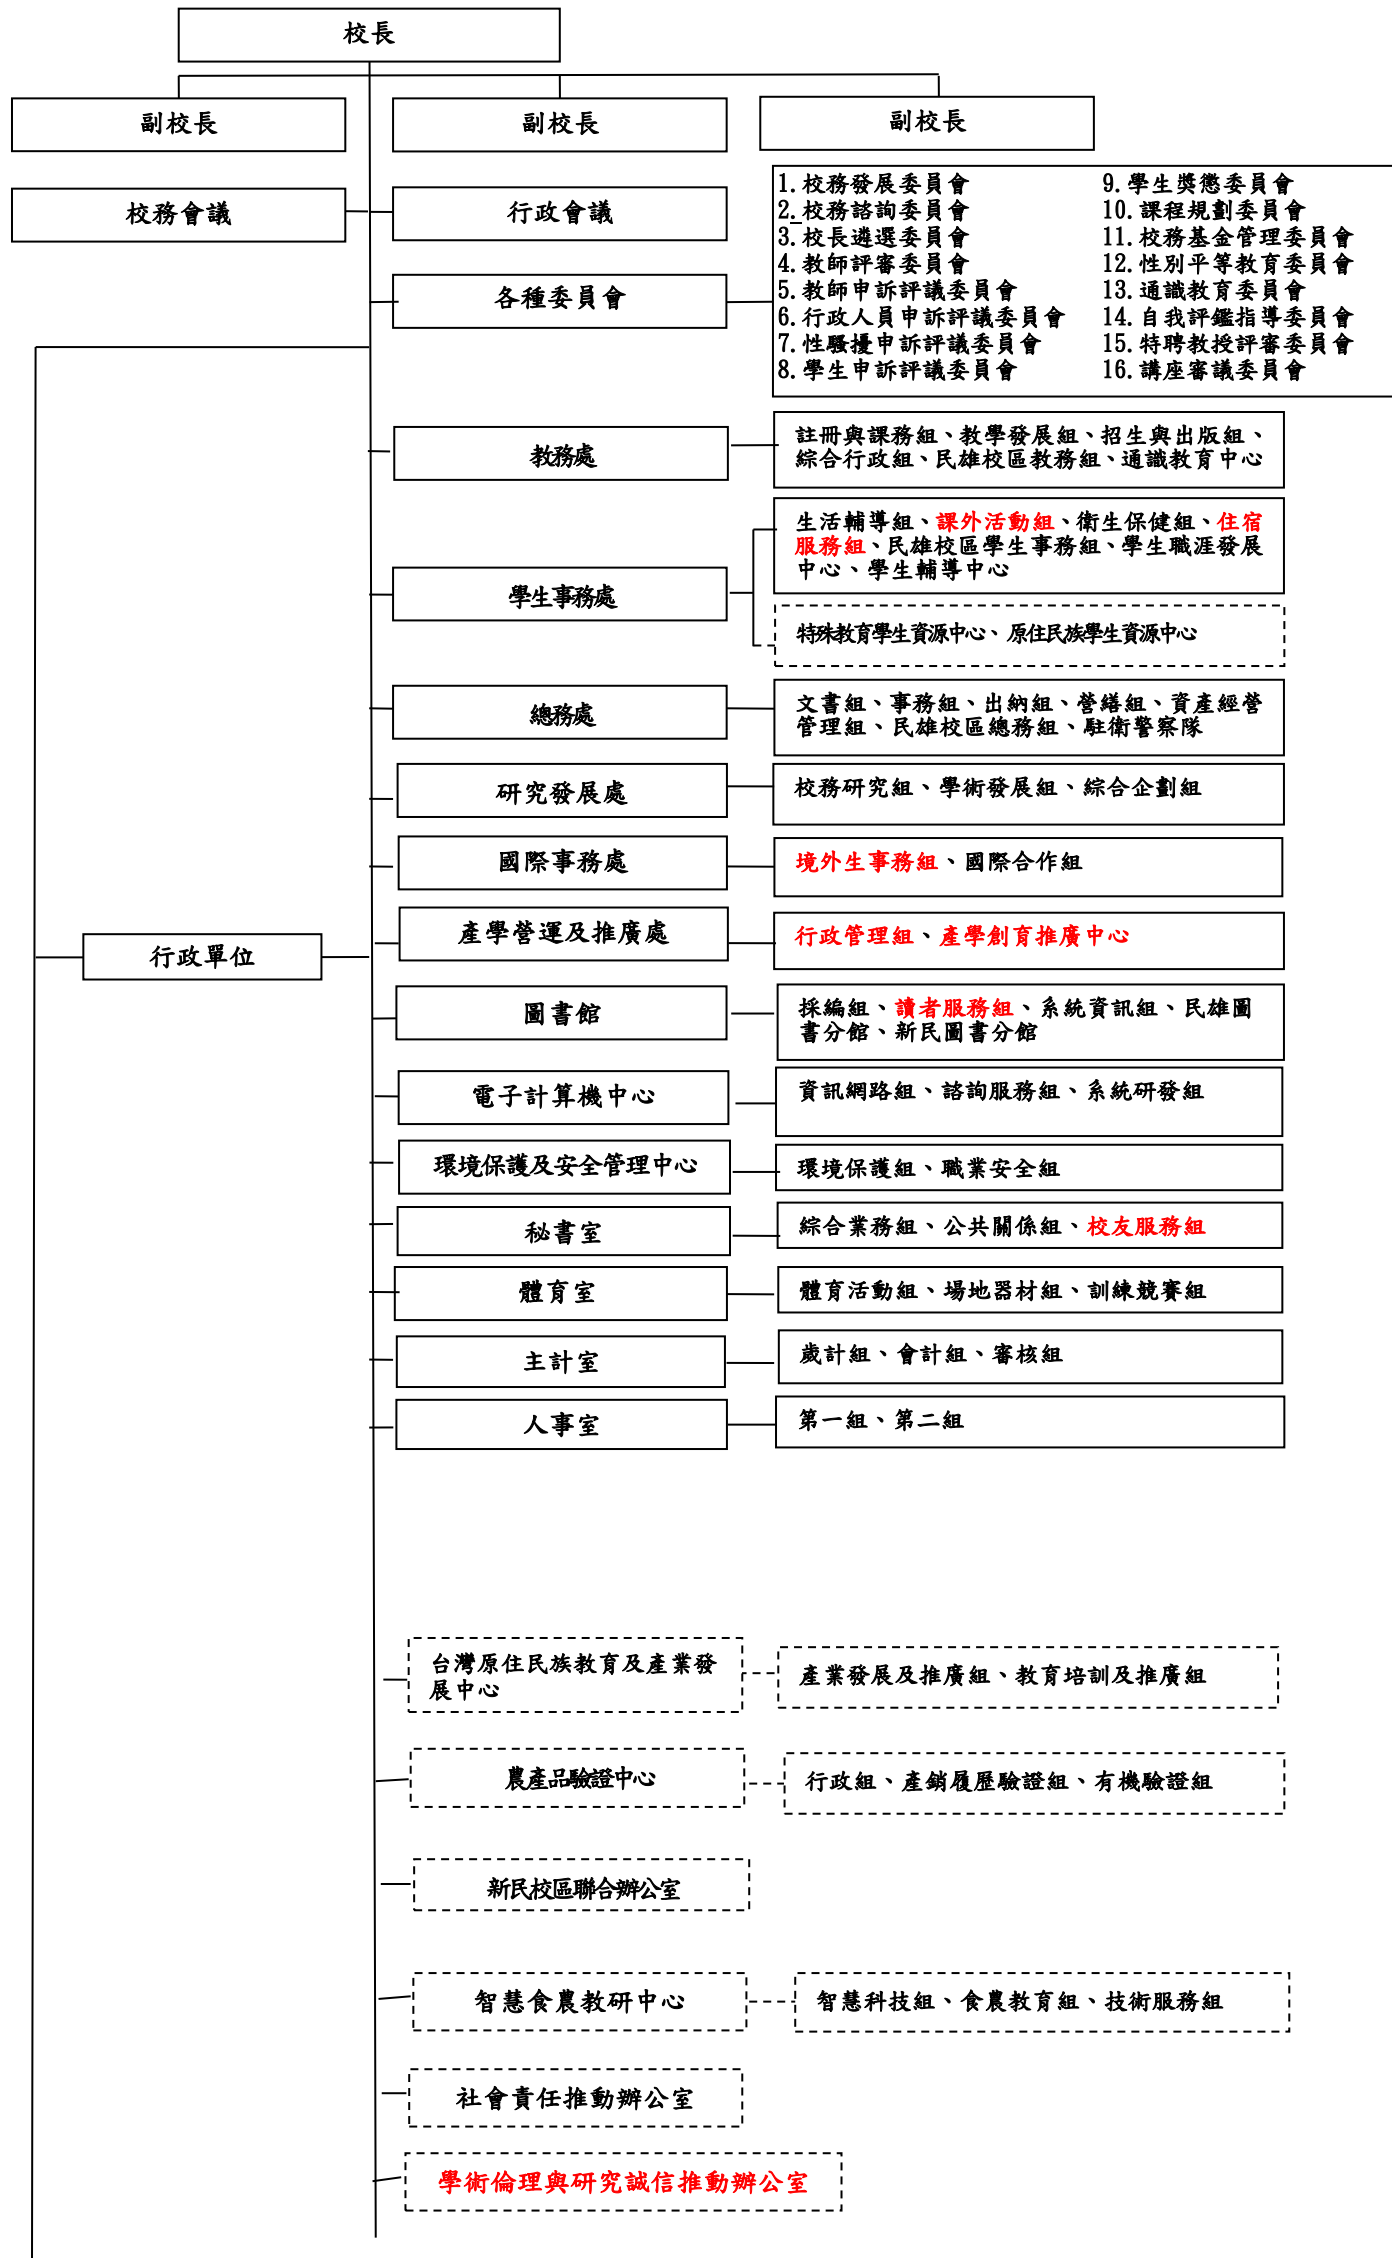 校長
副校長
副校長
副校長
校務會議
行政會議
各種委員會
1.校務發展委員會
2.校務諮詢委員會
3.校長遴選委員會
4.教師評審委員會
5.教師申訴評議委員會
6.行政人員申訴評議委員會
7.性騷擾申訴評議委員會
8.學生申訴評議委員會
9.學生獎懲委員會
10.課程規劃委員會
11.校務基金管理委員會
12.性別平等教育委員會
13.通識教育委員會
14.自我評鑑指導委員會
15.特聘教授評審委員會
16.講座審議委員會
行政單位
教務處
註冊與課務組、教學發展組、招生與出版組、
綜合行政組、民雄校區教務組、通識教育中心
學生事務處
生活輔導組、課外活動組、衛生保健組、住宿
服務組、民雄校區學生事務組、學生職涯發展
中心、學生輔導中心
特殊教育學生資源中心、原住民族學生資源中心
總務處
文書組、事務組、出納組、營繕組、資產經營
管理組、民雄校區總務組、駐衛警察隊
研究發展處
校務研究組、學術發展組、綜合企劃組
國際事務處
境外生事務組、國際合作組
產學營運及推廣處
行政管理組、產學創育推廣中心
圖書館
採編組、讀者服務組、系統資訊組、民雄圖
書分館、新民圖書分館
電子計算機中心
資訊網路組、諮詢服務組、系統研發組
環境保護及安全管理中心
環境保護組、職業安全組
秘書室
綜合業務組、公共關係組、校友服務組
體育室
體育活動組、場地器材組、訓練競賽組
主計室
歲計組、會計組、審核組
人事室
第一組、第二組
台灣原住民族教育及產業發
展中心
產業發展及推廣組、教育培訓及推廣組
農產品驗證中心
行政組、產銷履歷驗證組、有機驗證組
新民校區聯合辦公室
智慧食農教研中心
智慧科技組、食農教育組、技術服務組
社會責任推動辦公室
學術倫理與研究誠信推動辦公室